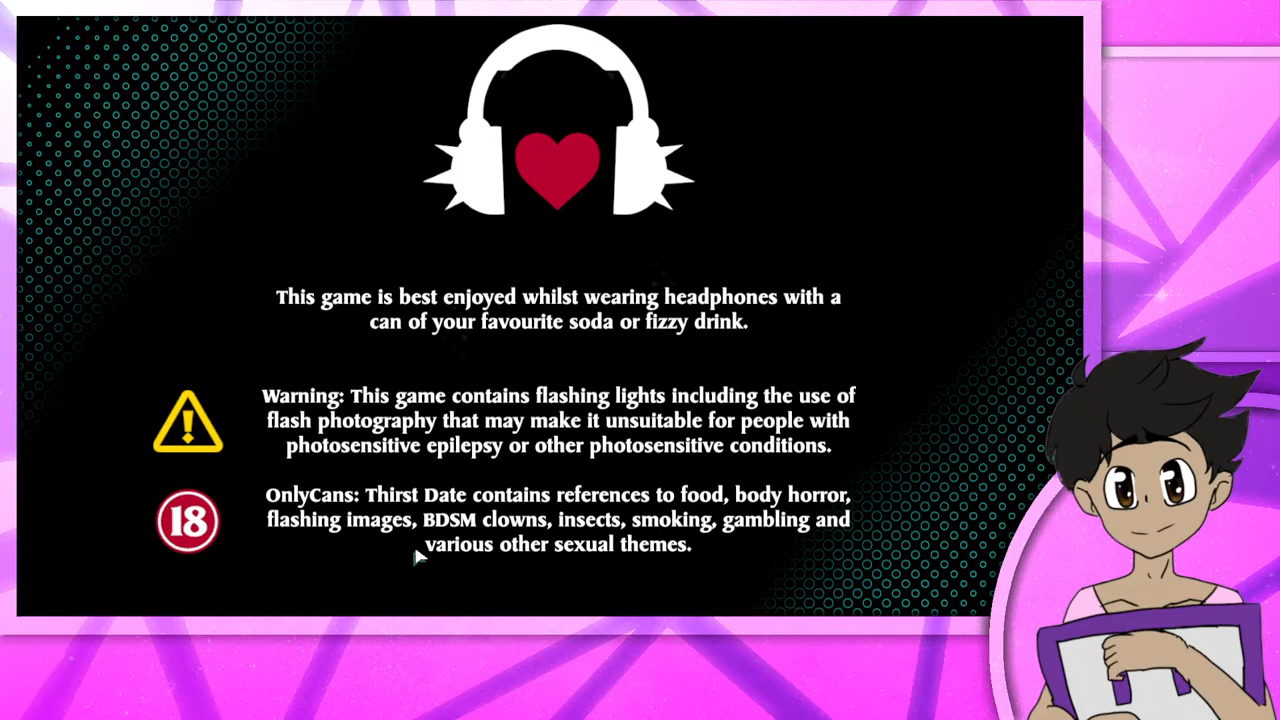 This game is best enjoyed whilst wearing headphones with a
can of your favourite soda or fizzy drink.
Warning: This game contains flashing lights including the use of
flash photography that may make it unsuitable for people with
photosensitive epilepsy or other photosensitive conditions.
18
OnlyCans: Thirst Date contains references to food, body horror,
flashing images, BDSM clowns, insects, smoking, gambling and
various other sexual themes.